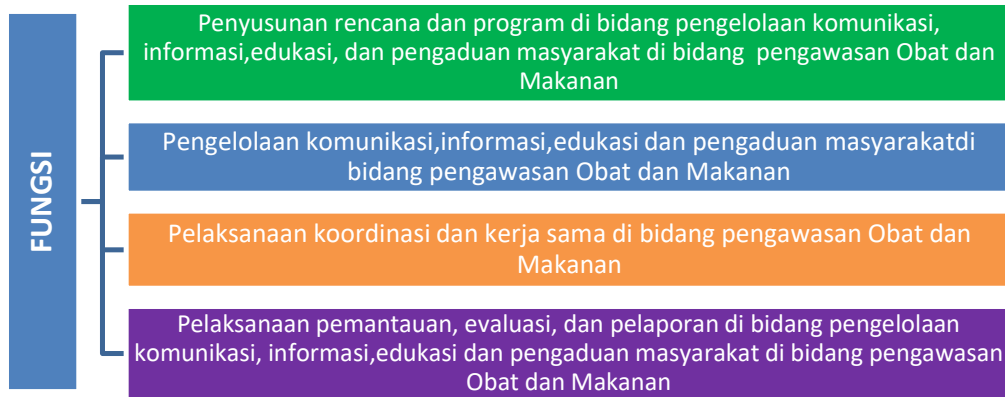 FUNGSI
Penyusunan rencana dan program di bidang pengelolaan komunikasi,
informasi,edukasi, dan pengaduan masyarakat di bidang pengawasan Obat dan
Makanan
Pengelolaan komunikasi,informasi,edukasi dan pengaduan masyarakatdi
bidang pengawasan Obat dan Makanan
Pelaksanaan koordinasi dan kerja sama di bidang pengawasan Obat dan
Makanan
Pelaksanaan pemantauan, evaluasi, dan pelaporan di bidang pengelolaan
komunikasi, informasi,edukasi dan pengaduan masyarakat di bidang pengawasan
Obat dan Makanan